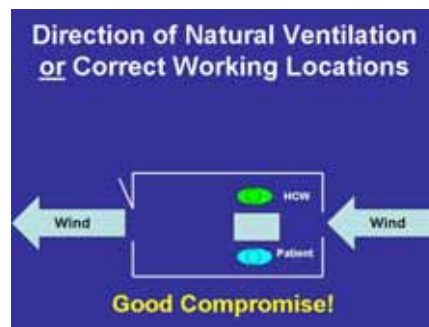 Direction of Natural Ventilation
or Correct Working Locations
HCW
Wind
Wind
Patient
Good Compromise!